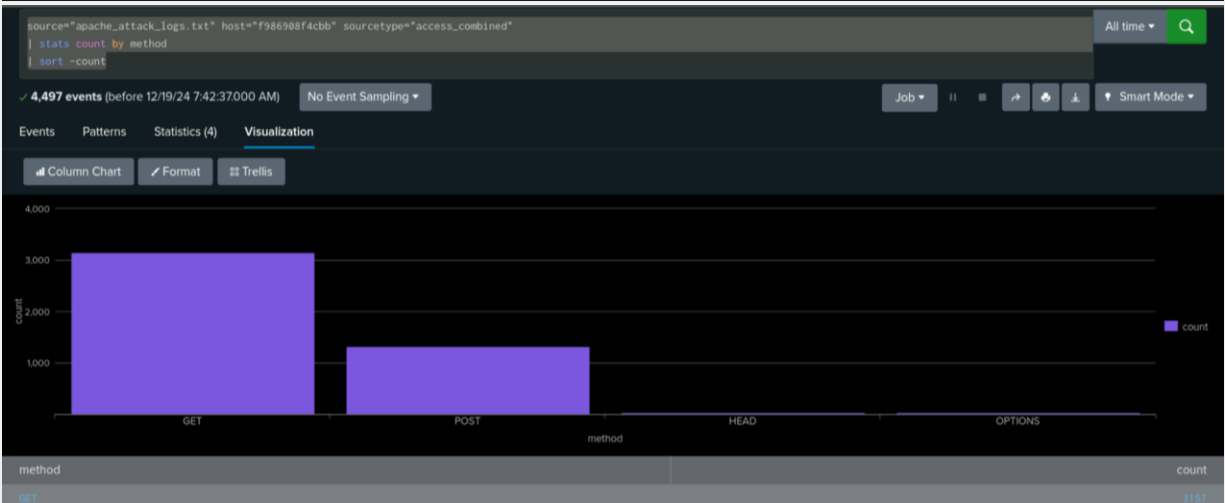 source="apache_attack_logs.txt" host="f986908f4cbb" sourcetype="access_combined"
| stats count by method
| sort -count
All time
4,497 events (before 12/19/24 7:42:37.000 AM)
No Event Sampling
Job
Smart Mode
Events
Patterns
Statistics (4)
Visualization
Column Chart
Format
Trellis
4,000
3,000
2,000
1,000
count
GET
POST
HEAD
OPTIONS
method
count
method
count
GET
3157